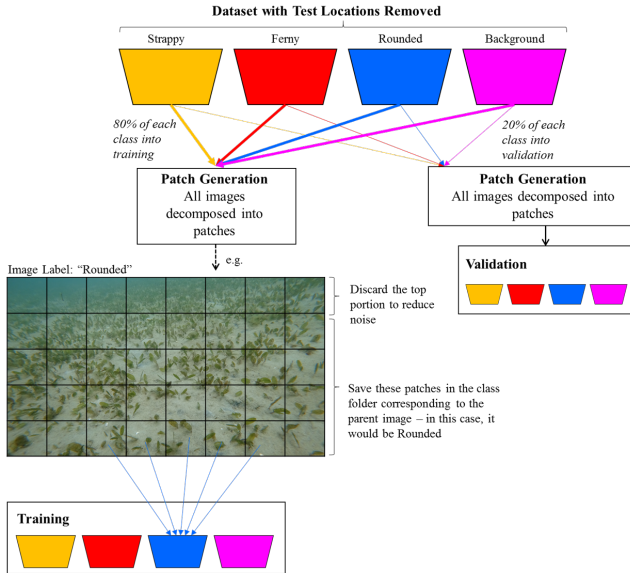 Dataset with Test Locations Removed
Strappy
Ferny
Rounded
Background
80% of each
class into
training
20% of each
class into
validation
Patch Generation
All images
decomposed into
patches
Patch Generation
All images decomposed into
patches
e.g.
Validation
Image Label: “Rounded”
Discard the top
portion to reduce
noise
Save these patches in the class
folder corresponding to the
parent image – in this case, it
would be Rounded
Training